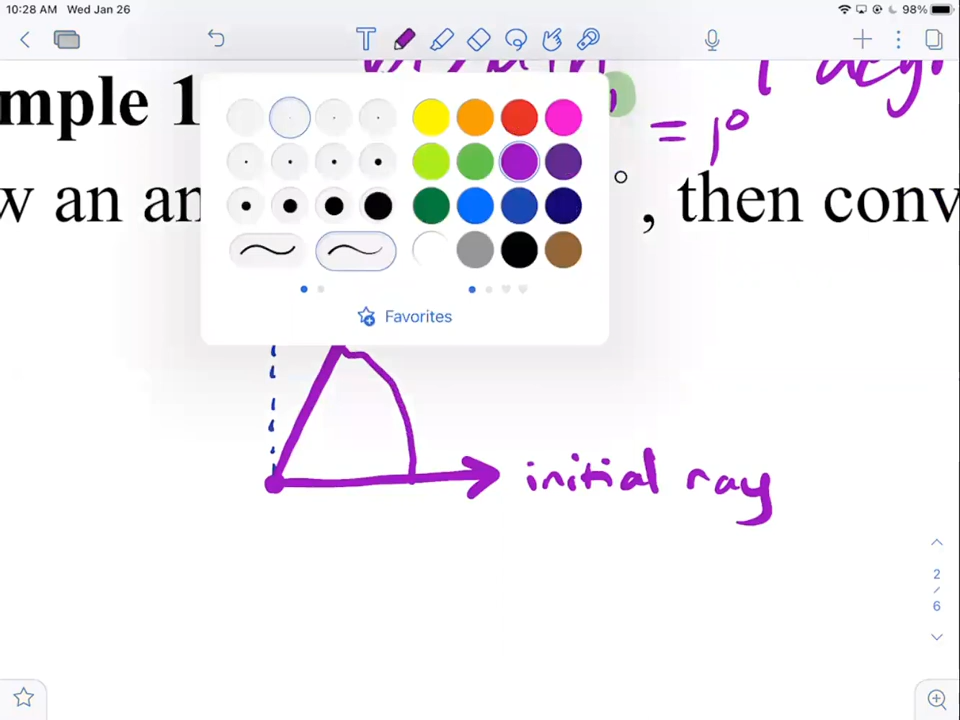 10:28 AM Wed Jan 26
98%
T
mple 1
= 1°
w an an
° , then conv
Favorites
initial ray
2
/
6